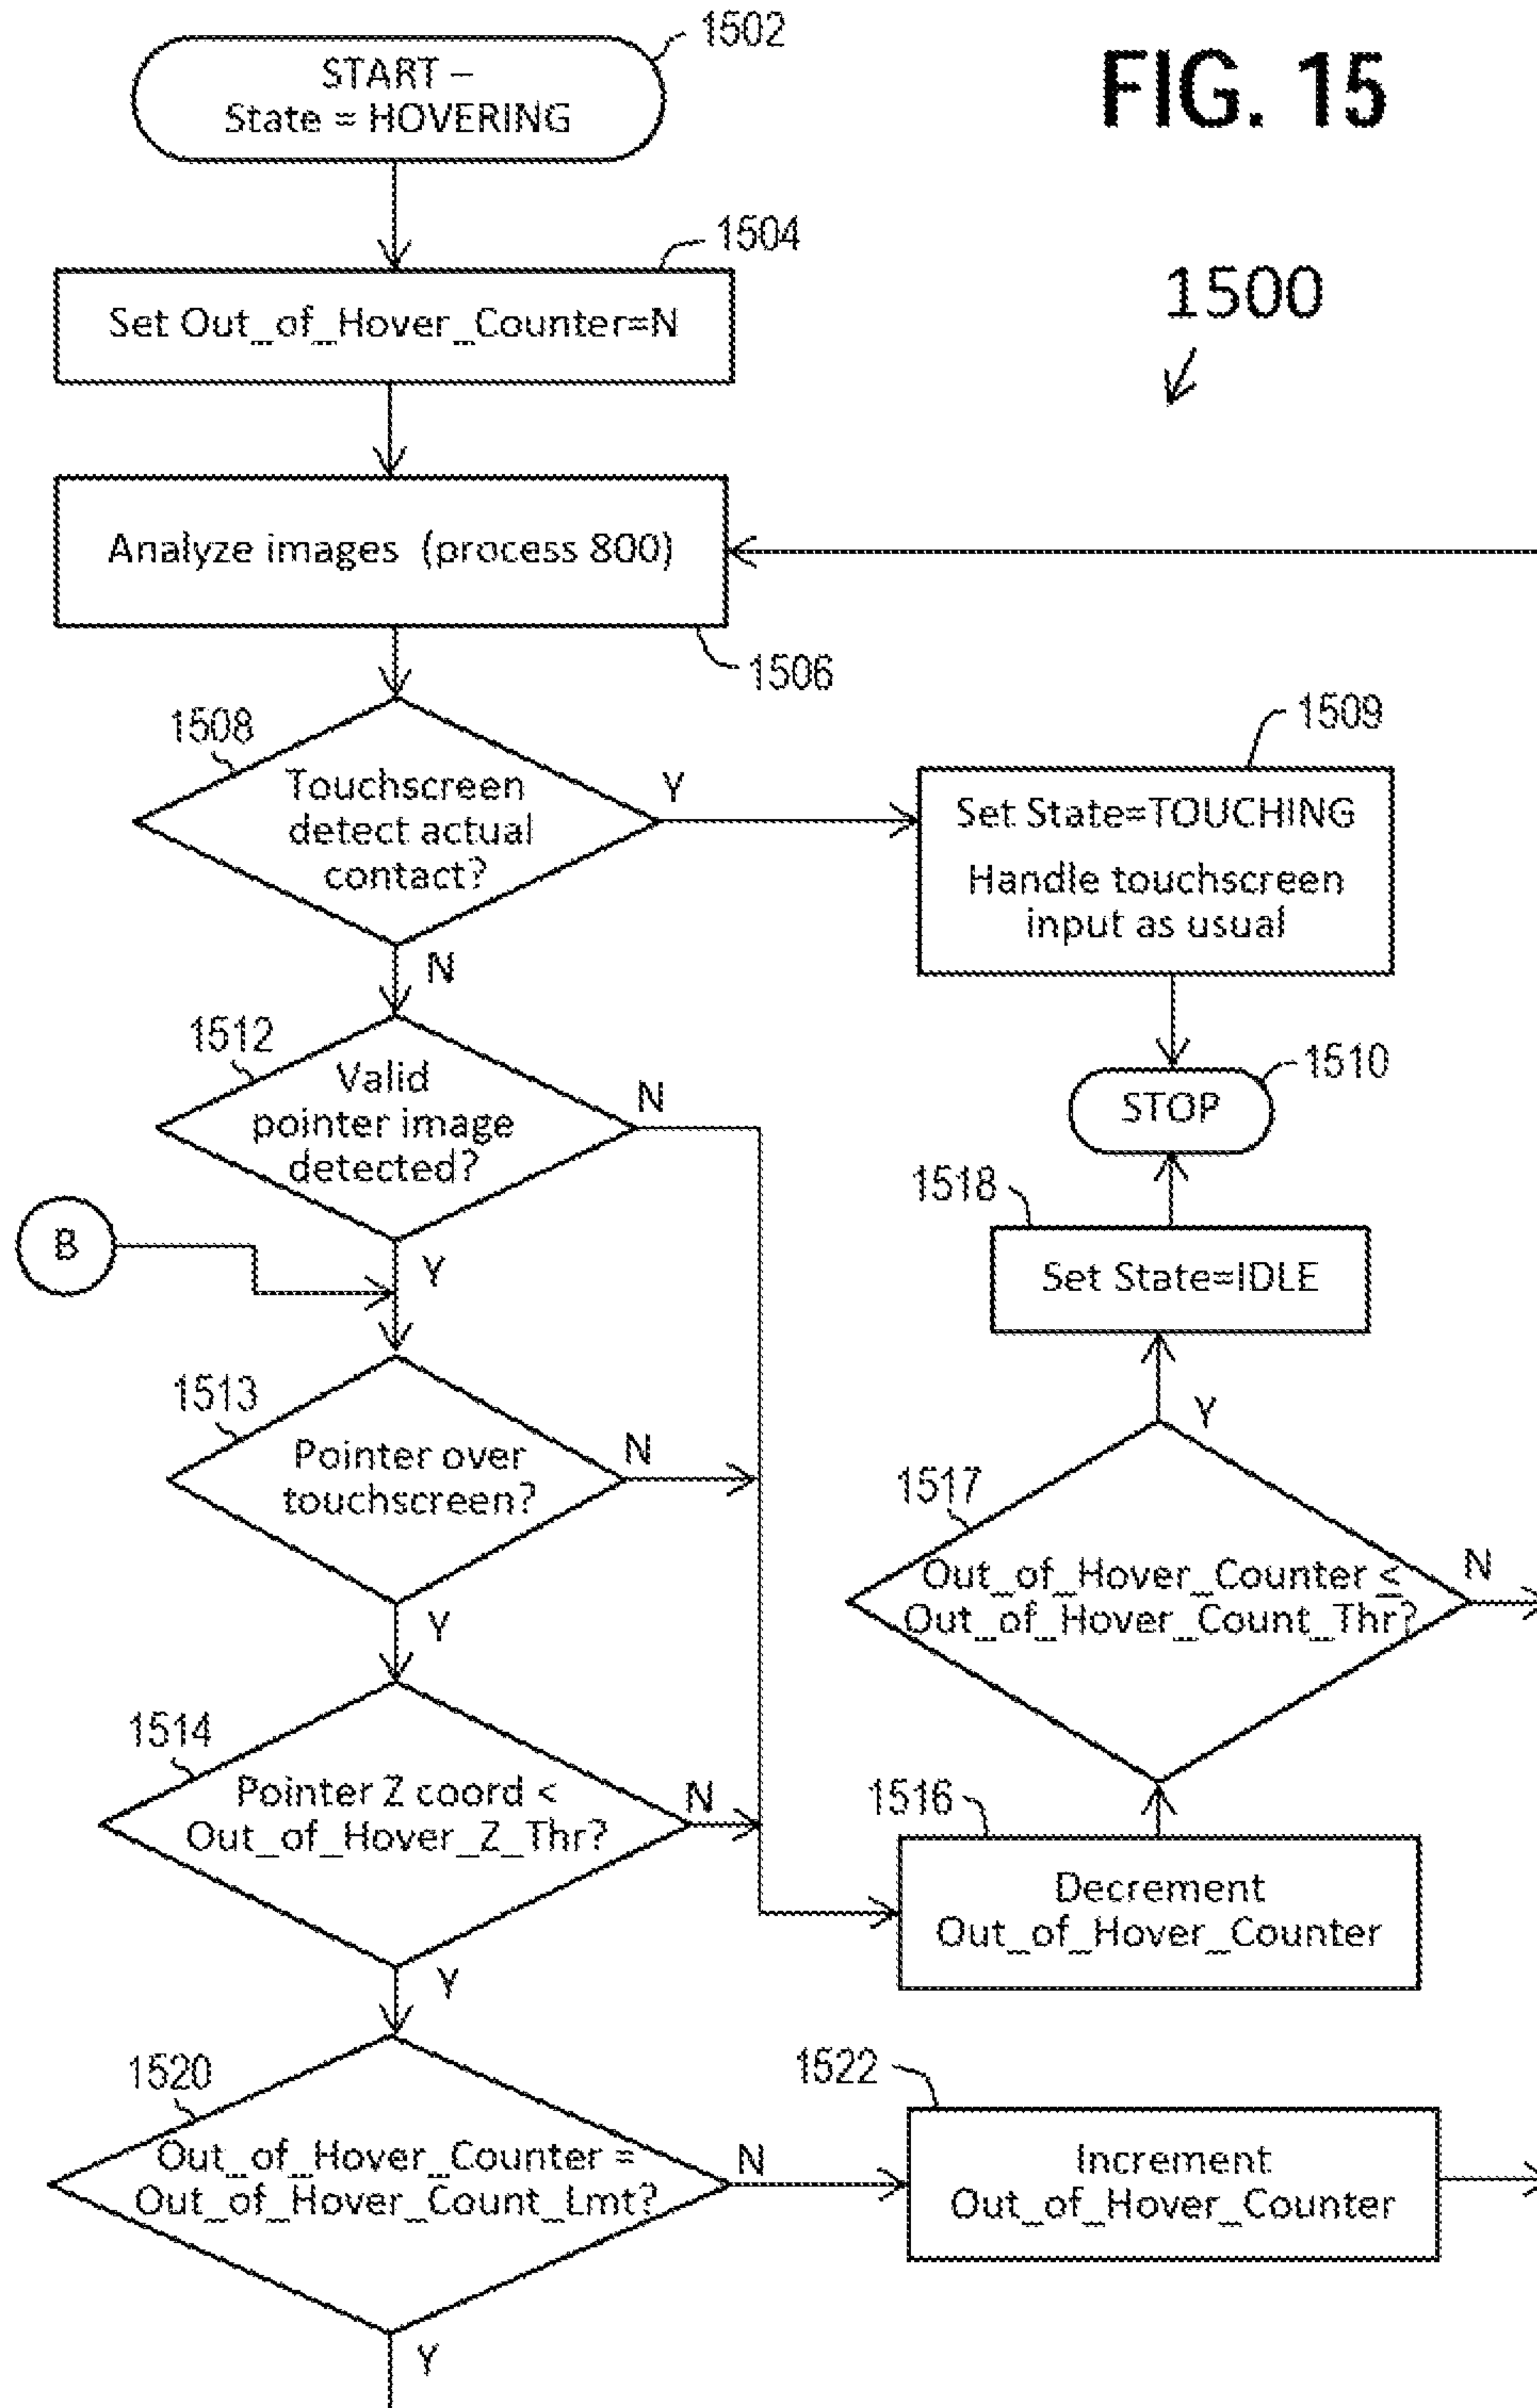 1502
START –
State = HOVERING
FIG. 15
1504
Set Out_of_Hover_Counter=N
1500
Analyze images (process 800)
1506
1508
Touchscreen
detect actual
contact?
Y
N
1509
Set State=TOUCHING
Handle touchscreen
input as usual
1512
Valid
pointer image
detected?
N
Y
1510
STOP
B
1518
Set State=IDLE
1513
Pointer over
touchscreen?
N
Y
Y
1517
Out_of_Hover_Counter ≤
Out_of_Hover_Count_Thr?
N
1514
Pointer Z coord <
Out_of_Hover_Z_Thr?
N
Y
1516
Decrement
Out_of_Hover_Counter
1520
Out_of_Hover_Counter =
Out_of_Hover_Count_Lmt?
N
Y
1522
Increment
Out_of_Hover_Counter